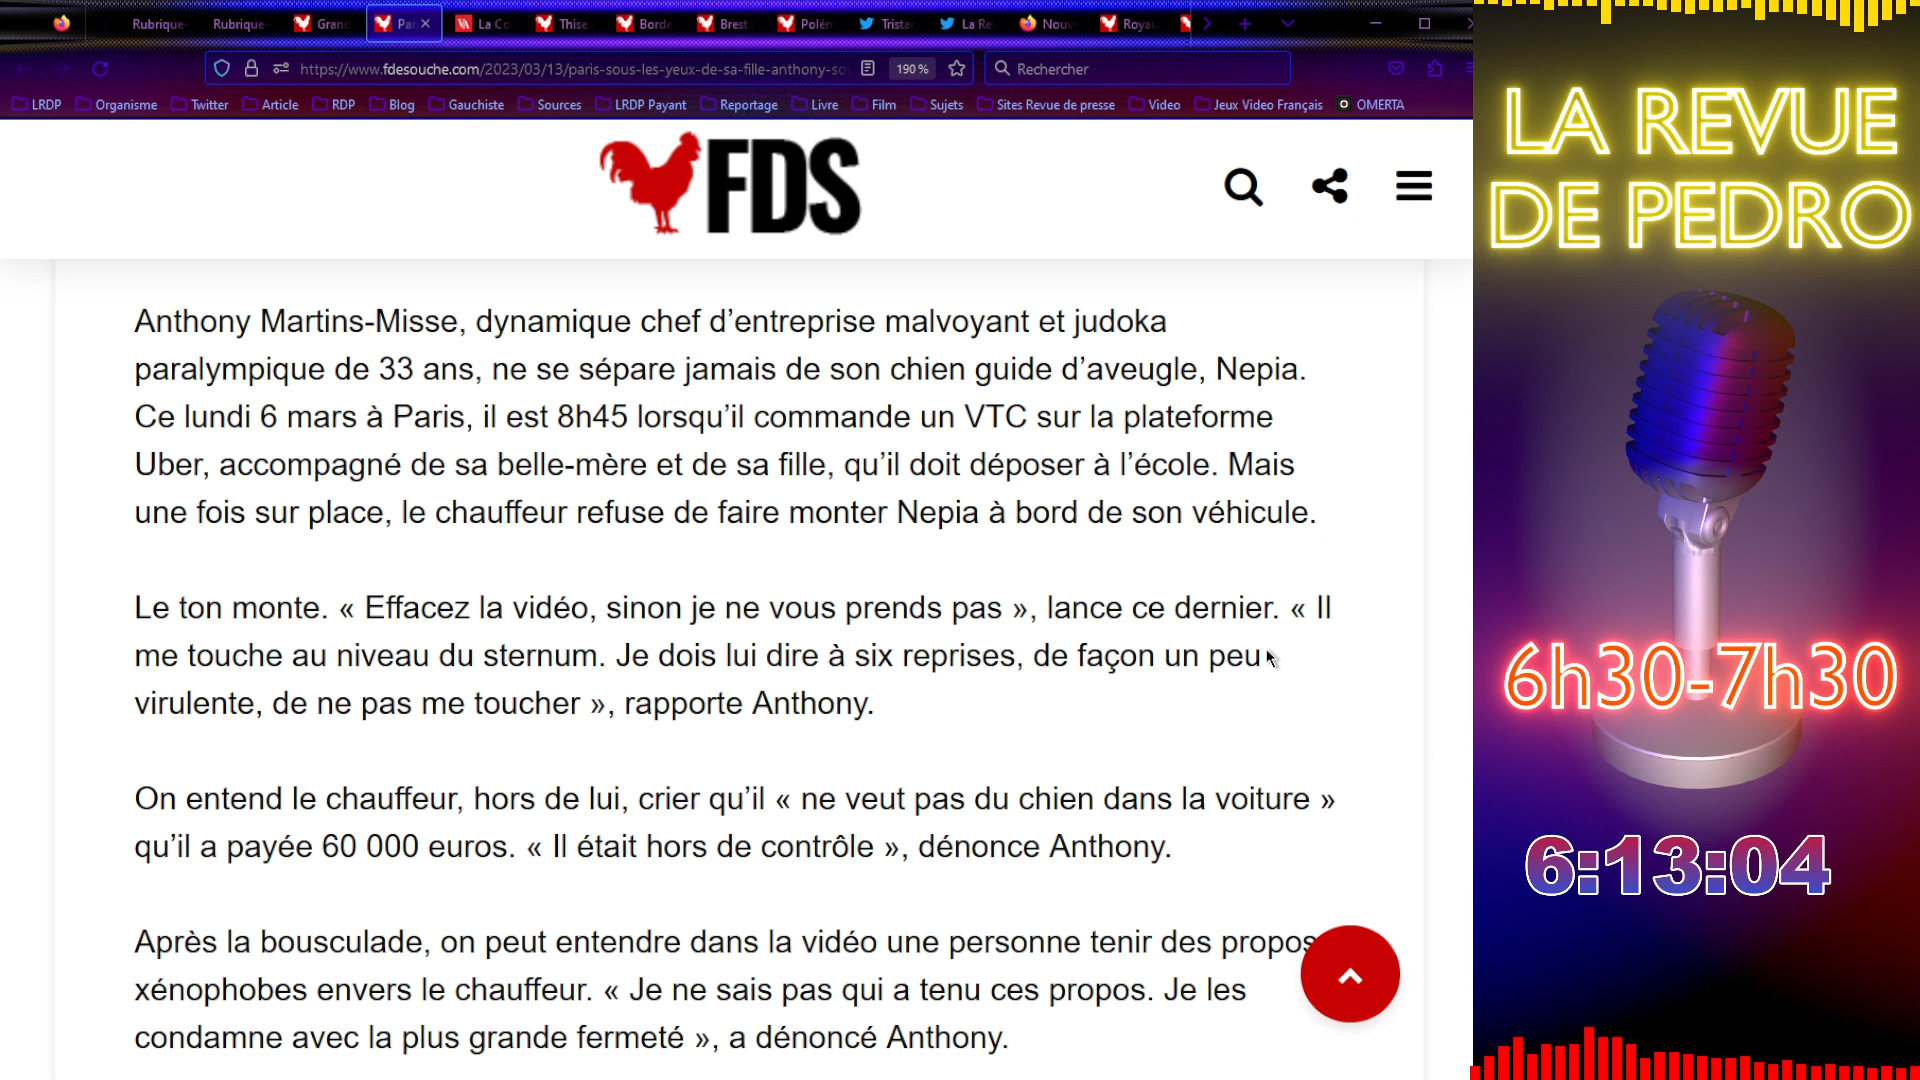 Rubrique
Rubrique
Gran
Par
La Co
Thise
Borde
Brest
Polém
Tristar
La Re
Nouv
Roya
https://www.fdesouche.com/2023/03/13/paris-sous-les-yeux-de-sa-fille-anthony-so
190 %
Rechercher
LRDP
Organisme
Twitter
Article
RDP
Blog
Gauchiste
Sources
LRDP Payant
Reportage
Livre
Film
Sujets
Sites Revue de presse
Video
Jeux Video Français
OMERTA
FDS
Anthony Martins-Misse, dynamique chef d’entreprise malvoyant et judoka
paralympique de 33 ans, ne se sépare jamais de son chien guide d’aveugle, Nepia.
Ce lundi 6 mars à Paris, il est 8h45 lorsqu’il commande un VTC sur la plateforme
Uber, accompagné de sa belle-mère et de sa fille, qu’il doit déposer à l’école. Mais
une fois sur place, le chauffeur refuse de faire monter Nepia à bord de son véhicule.
Le ton monte. « Effacez la vidéo, sinon je ne vous prends pas », lance ce dernier. « Il
me touche au niveau du sternum. Je dois lui dire à six reprises, de façon un peu
virulente, de ne pas me toucher », rapporte Anthony.
On entend le chauffeur, hors de lui, crier qu’il « ne veut pas du chien dans la voiture »
qu’il a payée 60 000 euros. « Il était hors de contrôle », dénonce Anthony.
Après la bousculade, on peut entendre dans la vidéo une personne tenir des propos
xénophobes envers le chauffeur. « Je ne sais pas qui a tenu ces propos. Je les
condamne avec la plus grande fermeté », a dénoncé Anthony.
LA REVUE
DE PEDRO
6h30-7h30
6:13:04